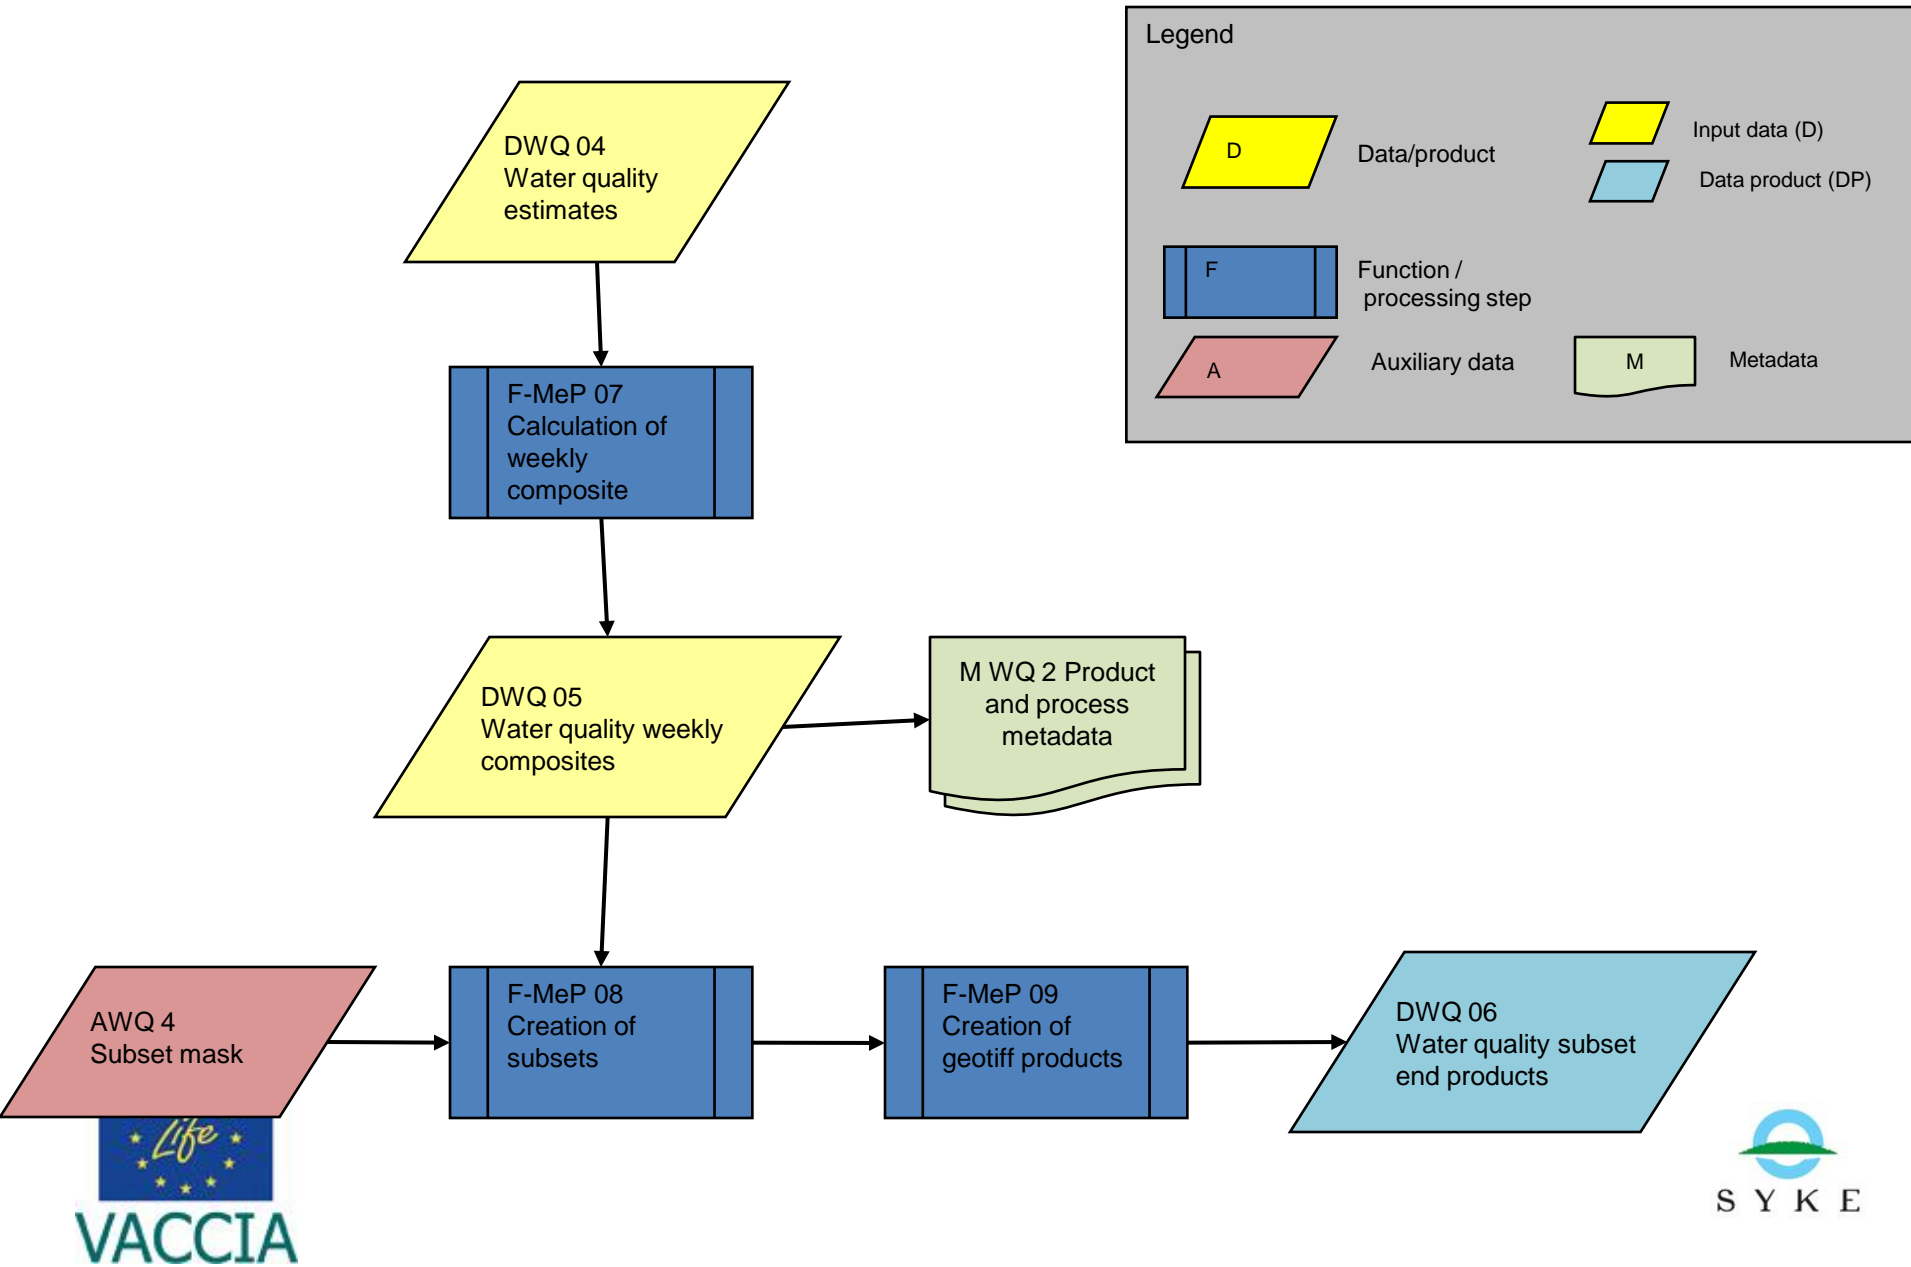 Legend
D
Data/product
Input data (D)
Data product (DP)
F
Function /
processing step
A
Auxiliary data
M
Metadata
DWQ 04
Water quality
estimates
F-MeP 07
Calculation of
weekly
composite
DWQ 05
Water quality weekly
composites
M WQ 2 Product
and process
metadata
AWQ 4
Subset mask
F-MeP 08
Creation of
subsets
F-MeP 09
Creation of
geotiff products
DWQ 06
Water quality subset
end products
Life
VACCIA
SYKE